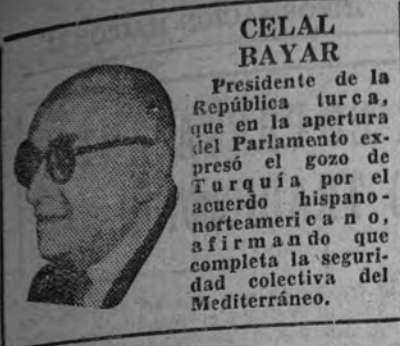 CELAL
BAYAR
Presidente de la
República turca,
que en la apertura
del Parlamento ex-
presó el gozo de
Turquía por el
acuerdo hispano-
norteamericano,
afirmando que
completa la seguri-
dad colectiva del
Mediterráneo.